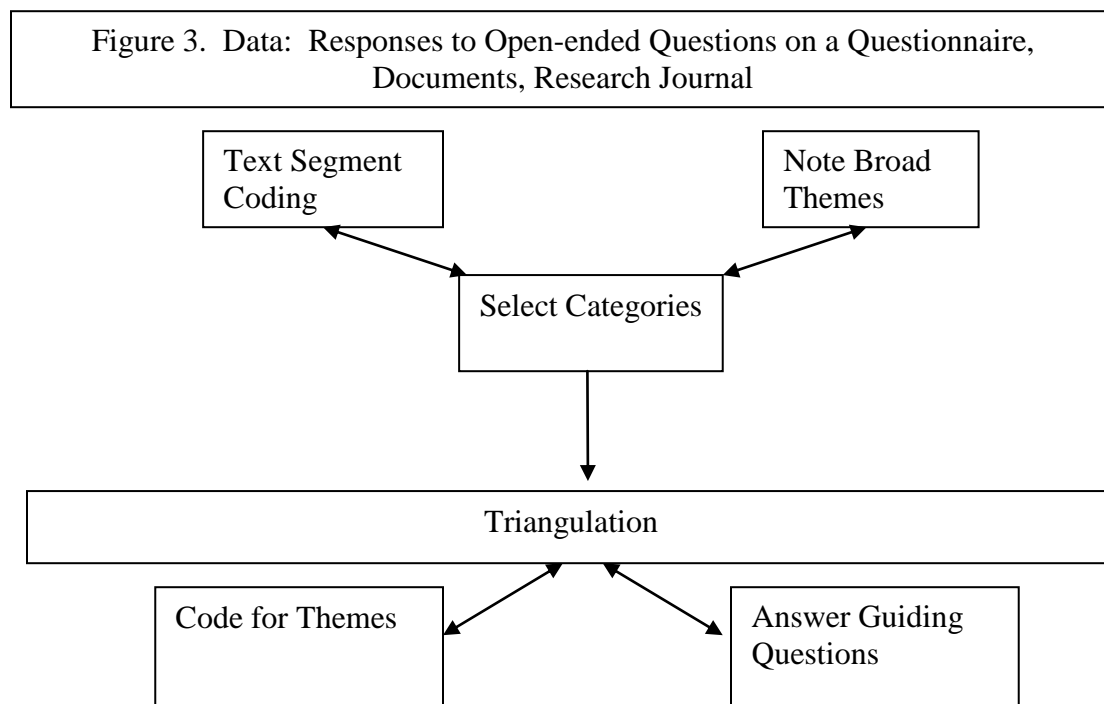 Figure 3.  Data:  Responses to Open-ended Questions on a Questionnaire,
Documents, Research Journal
Text Segment
Coding
Note Broad
Themes
Select Categories
Triangulation
Code for Themes
Answer Guiding
Questions